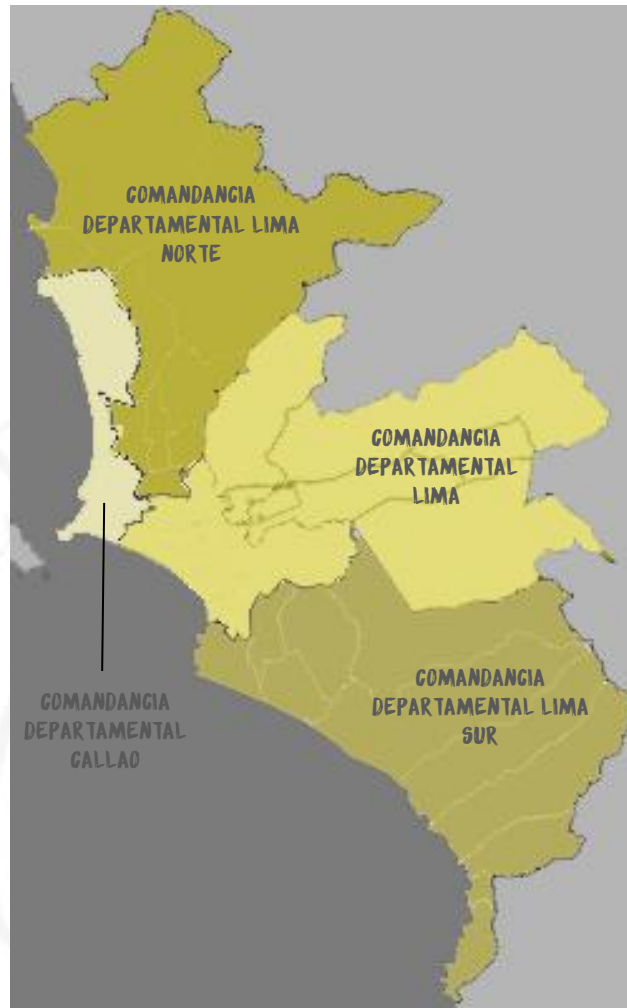 COMANDANCIA
DEPARTAMENTAL LIMA
NORTE
COMANDANCIA
DEPARTAMENTAL
LIMA
COMANDANCIA
DEPARTAMENTAL LIMA
SUR
COMANDANCIA
DEPARTAMENTAL
CALLAO